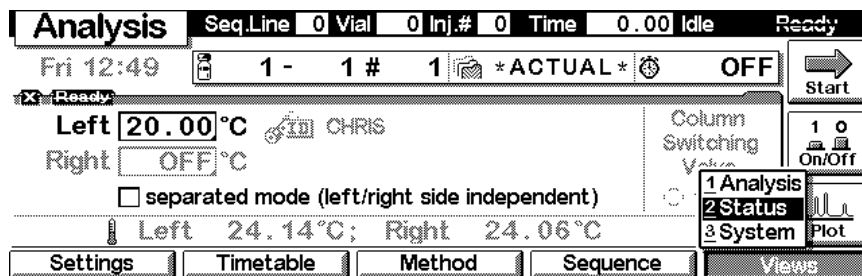 Analysis Seq.Line 0 Vial 0 Inj.# 0 Time 0.00 Idle Ready
Fri 12:49 1 - 1 # 1 *ACTUAL* OFF
Start
X Ready
Left 20.00 °C ID CHRIS Column
Switching
Valve
Right OFF °C
1 0
On/Off
separated mode (left/right side independent)
1 Analysis
2 Status
3 System
Plot
Left 24.14°C; Right 24.06°C
Settings Timetable Method Sequence Views